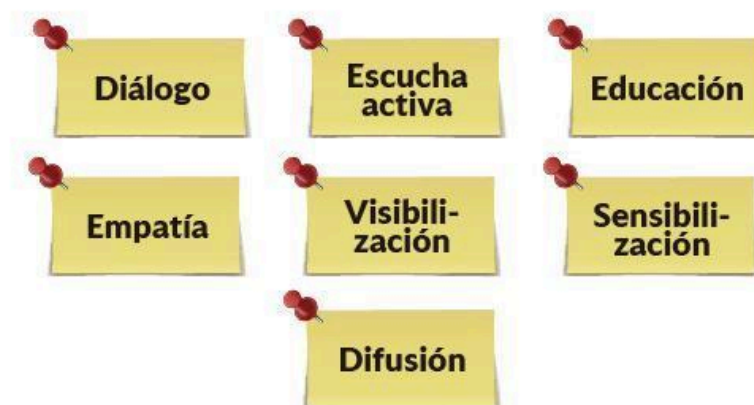 Diálogo
Escucha
activa
Educación
Empatía
Visibili-
zación
Sensibili-
zación
Difusión